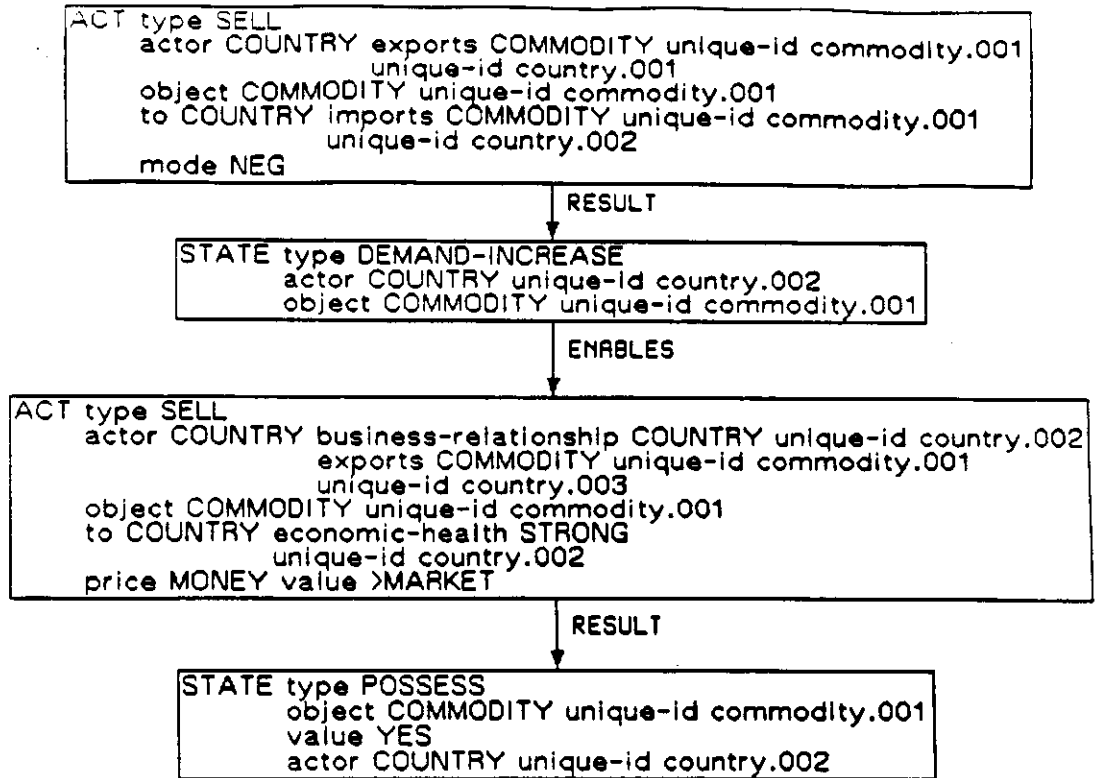 ACT type SELL
actor COUNTRY exports COMMODITY unique-id commodity.001
unique-id country.001
object COMMODITY unique-id commodity.001
to COUNTRY imports COMMODITY unique-id commodity.001
unique-id country.002
mode NEG
RESULT
STATE type DEMAND-INCREASE
actor COUNTRY unique-id country.002
object COMMODITY unique-id commodity.001
ENABLES
ACT type SELL
actor COUNTRY business-relationship COUNTRY unique-id country.002
exports COMMODITY unique-id commodity.001
unique-id country.003
object COMMODITY unique-id commodity.001
to COUNTRY economic-health STRONG
unique-id country.002
price MONEY value >MARKET
RESULT
STATE type POSSESS
object COMMODITY unique-id commodity.001
value YES
actor COUNTRY unique-id country.002